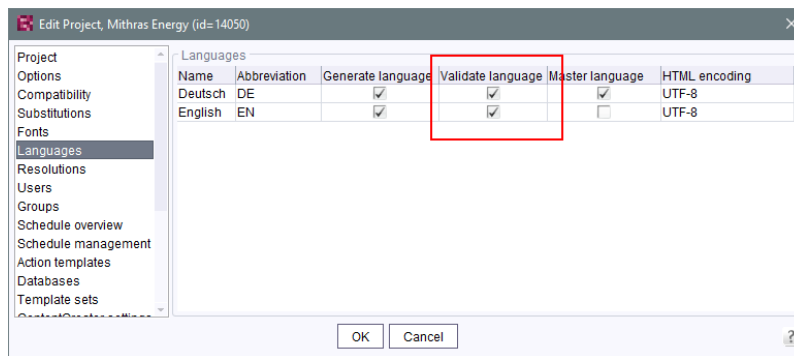 Edit Project, Mithras Energy (id=14050)
Project
Options
Compatibility
Substitutions
Fonts
Languages
Resolutions
Users
Groups
Schedule overview
Schedule management
Action templates
Databases
Template sets
ContentCreator settings
Languages
Name Abbreviation Generate language Validate language Master language HTML encoding
Deutsch DE UTF-8
English EN UTF-8
OK Cancel
?